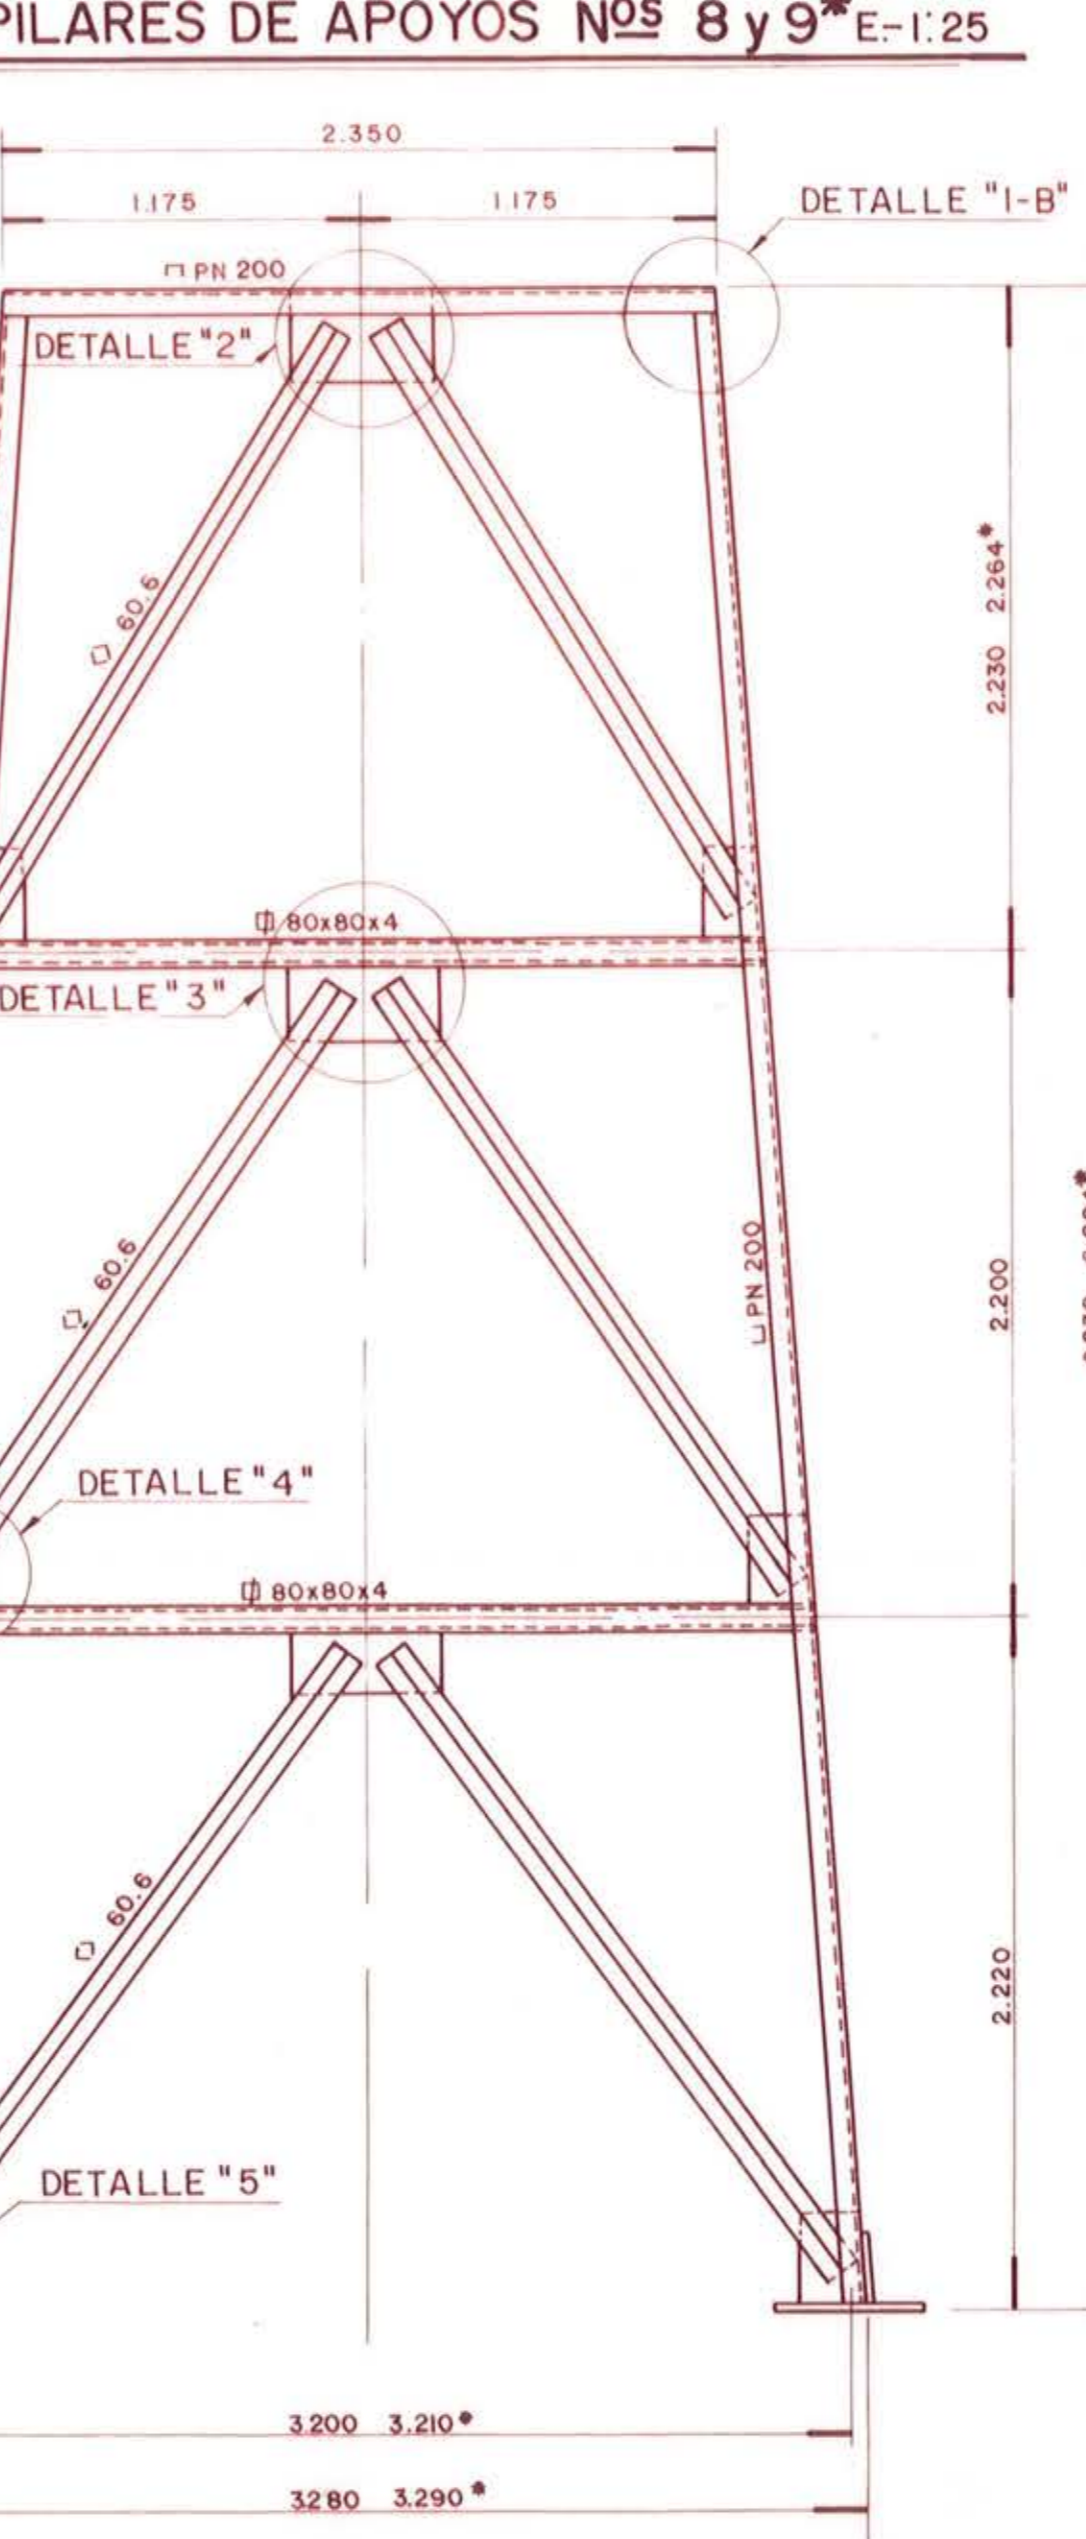 PILARES DE APOYOS Nºs 8 y 9* E.-1:25
2.350
1.175 1.175
DETALLE "1-B"
PN 200
DETALLE "2"
60.6
2.230 2.264*
80x80x4
DETALLE "3"
60.6
PN 200
2.200
DETALLE "4"
80x80x4
60.6
2.220
DETALLE "5"
3.200 3.210*
3.280 3.290*